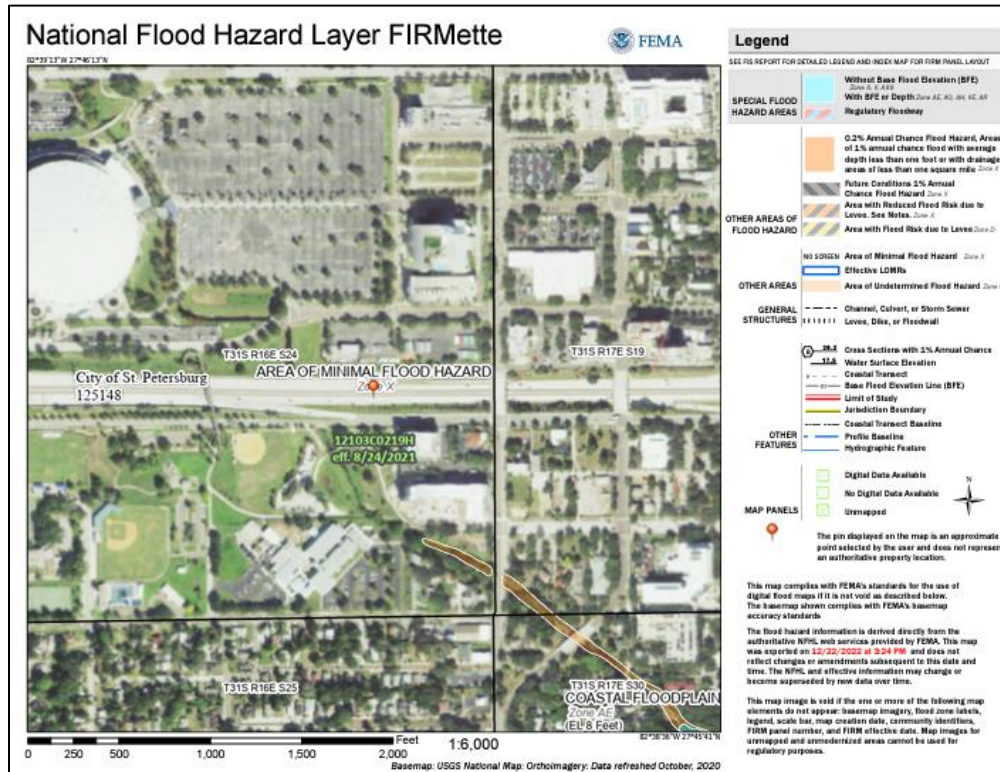 National Flood Hazard Layer FIRMette
FEMA
82°39'13"W 27°46'13"N
T31S R16E S24
T31S R17E S19
City of St. Petersburg
125148
AREA OF MINIMAL FLOOD HAZARD
Zone X
12103C0219H
eff. 8/24/2021
T31S R16E S25
T31S R17E S30
COASTAL FLOODPLAIN
Zone AE
(EL 8 Feet)
82°38'36"W 27°45'41"N
0 250 500 1,000 1,500 2,000 Feet 1:6,000
Basemap: USGS National Map: Orthoimagery: Data refreshed October, 2020
Legend
SEE FIS REPORT FOR DETAILED LEGEND AND INDEX MAP FOR FIRM PANEL LAYOUT
SPECIAL FLOOD
HAZARD AREAS
Without Base Flood Elevation (BFE)
Zone A, V, A99
With BFE or Depth Zone AE, AO, AH, VE, AR
Regulatory Floodway
OTHER AREAS OF
FLOOD HAZARD
0.2% Annual Chance Flood Hazard, Areas
of 1% annual chance flood with average
depth less than one foot or with drainage
areas of less than one square mile Zone X
Future Conditions 1% Annual
Chance Flood Hazard Zone X
Area with Reduced Flood Risk due to
Levee. See Notes. Zone X
Area with Flood Risk due to Levee Zone D
OTHER AREAS
NO SCREEN Area of Minimal Flood Hazard Zone X
Effective LOMRs
Area of Undetermined Flood Hazard Zone
GENERAL
STRUCTURES
Channel, Culvert, or Storm Sewer
Levee, Dike, or Floodwall
OTHER
FEATURES
20.2 Cross Sections with 1% Annual Chance
17.5 Water Surface Elevation
Coastal Transect
Base Flood Elevation Line (BFE)
Limit of Study
Jurisdiction Boundary
Coastal Transect Baseline
Profile Baseline
Hydrographic Feature
MAP PANELS
Digital Data Available
No Digital Data Available
Unmapped
N
The pin displayed on the map is an approximate
point selected by the user and does not represen
an authoritative property location.
This map complies with FEMA's standards for the use of
digital flood maps if it is not void as described below.
The basemap shown complies with FEMA's basemap
accuracy standards
The flood hazard information is derived directly from the
authoritative NFHL web services provided by FEMA. This map
was exported on 12/22/2022 at 3:24 PM and does not
reflect changes or amendments subsequent to this date and
time. The NFHL and effective information may change or
become superseded by new data over time.
This map image is void if the one or more of the following map
elements do not appear: basemap imagery, flood zone labels,
legend, scale bar, map creation date, community identifiers,
FIRM panel number, and FIRM effective date. Map images for
unmapped and unmodernized areas cannot be used for
regulatory purposes.